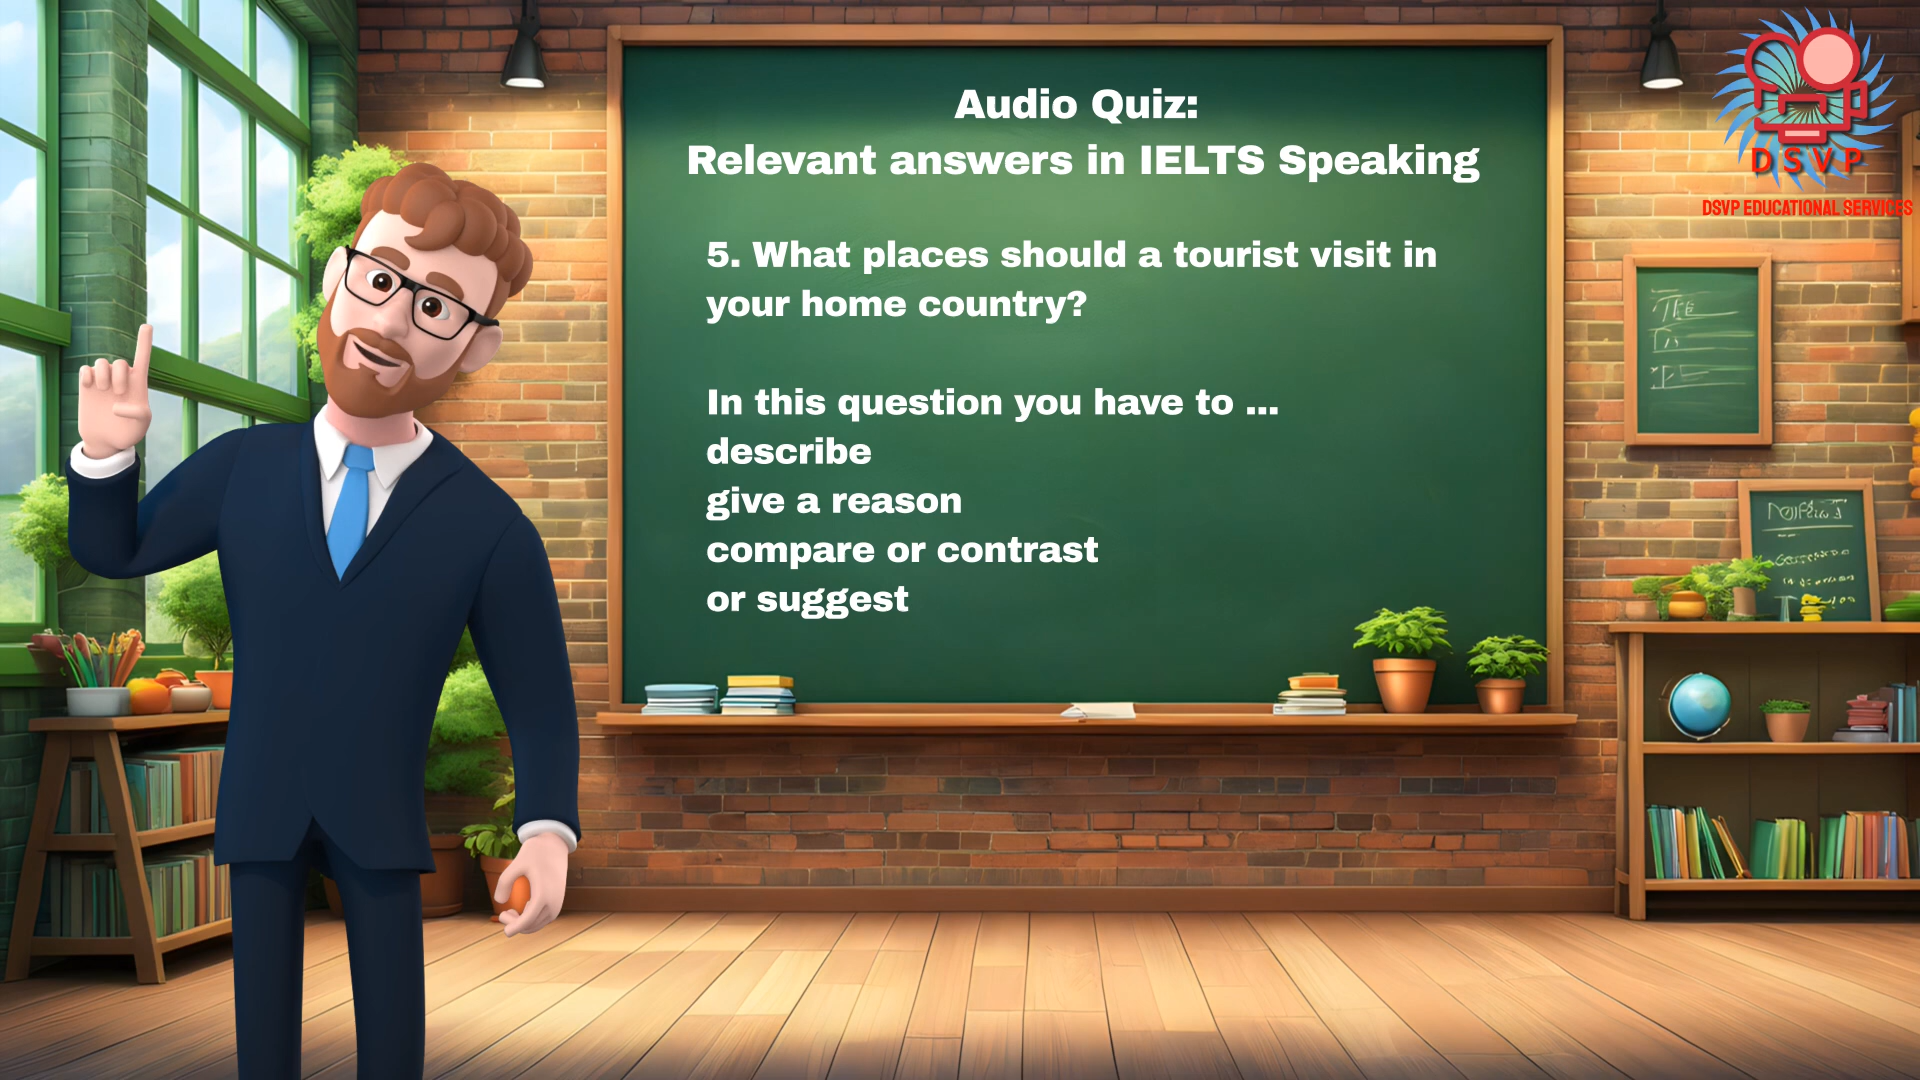 Audio Quiz:
Relevant answers in IELTS Speaking
5. What places should a tourist visit in
your home country?
In this question you have to ...
describe
give a reason
compare or contrast
or suggest
DSVP
DSVP EDUCATIONAL SERVICES